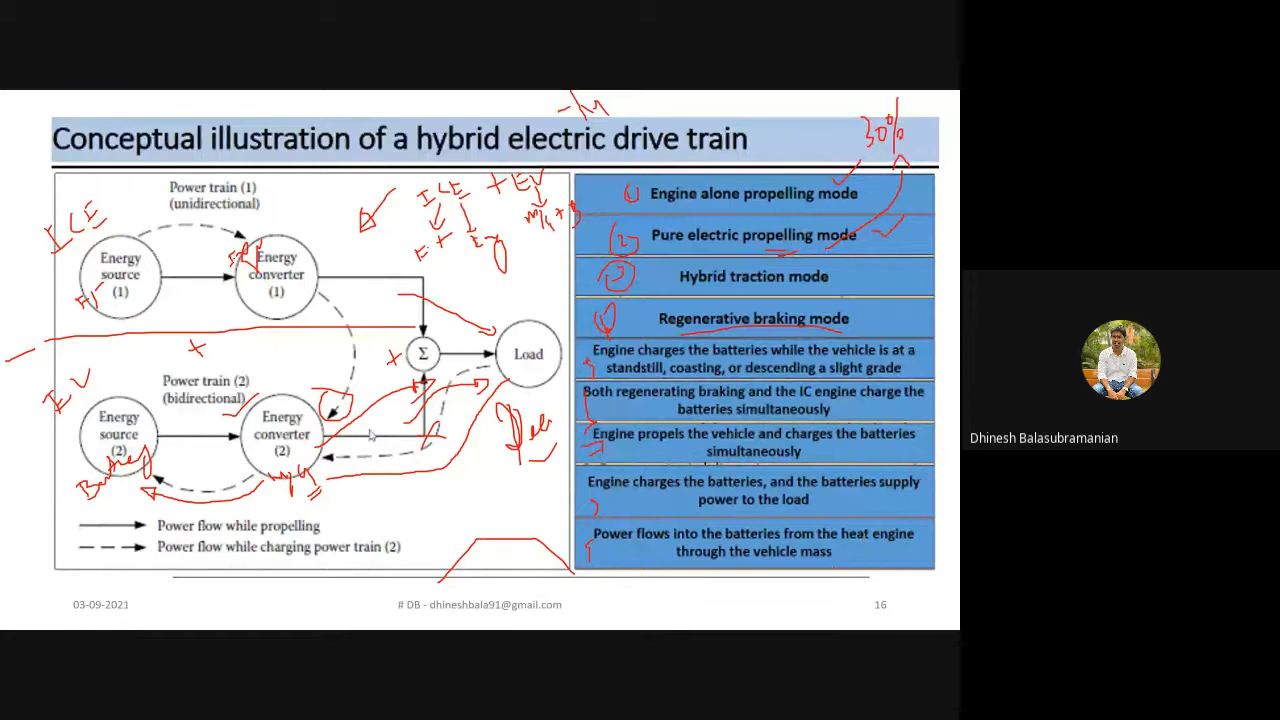 Conceptual illustration of a hybrid electric drive train
30%
Power train (1)
(unidirectional)
ICE
ICE + EV
Energy
source
(1)
Energy
converter
(1)
Σ
Load
+
+
EV
Power train (2)
(bidirectional)
Energy
source
(2)
Battery
Energy
converter
(2)
Power flow while propelling
Power flow while charging power train (2)
Engine alone propelling mode
Pure electric propelling mode
Hybrid traction mode
Regenerative braking mode
Engine charges the batteries while the vehicle is at a
standstill, coasting, or descending a slight grade
Both regenerating braking and the IC engine charge the
batteries simultaneously
Engine propels the vehicle and charges the batteries
simultaneously
Engine charges the batteries, and the batteries supply
power to the load
Power flows into the batteries from the heat engine
through the vehicle mass
03-09-2021
# DB - dhineshbala91@gmail.com
16
Dhinesh Balasubramanian